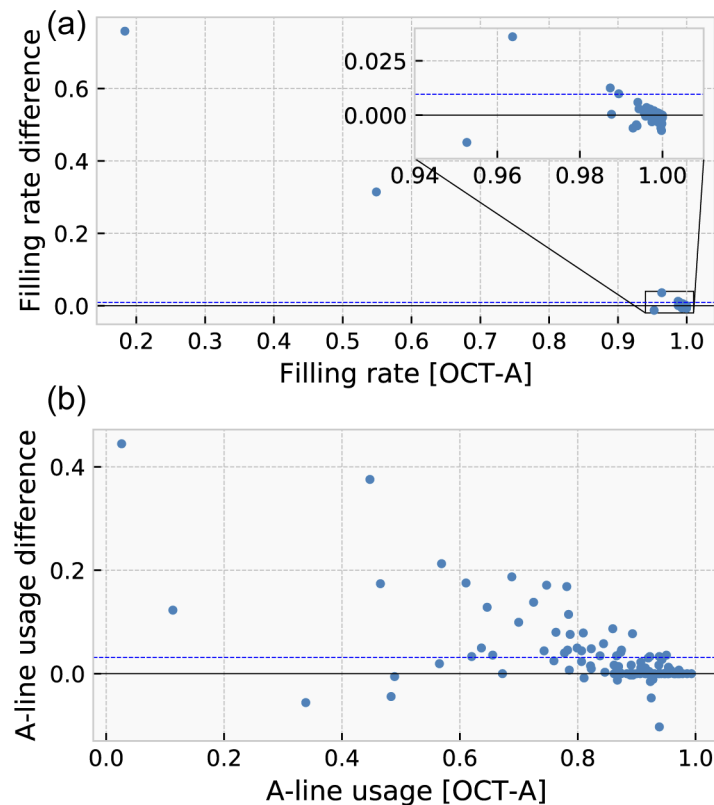 (a)
Filling rate difference
0.6
0.4
0.2
0.0
0.025
0.000
0.94 0.96 0.98 1.00
0.2 0.3 0.4 0.5 0.6 0.7 0.8 0.9 1.0
Filling rate [OCT-A]
(b)
A-line usage difference
0.4
0.2
0.0
0.0 0.2 0.4 0.6 0.8 1.0
A-line usage [OCT-A]